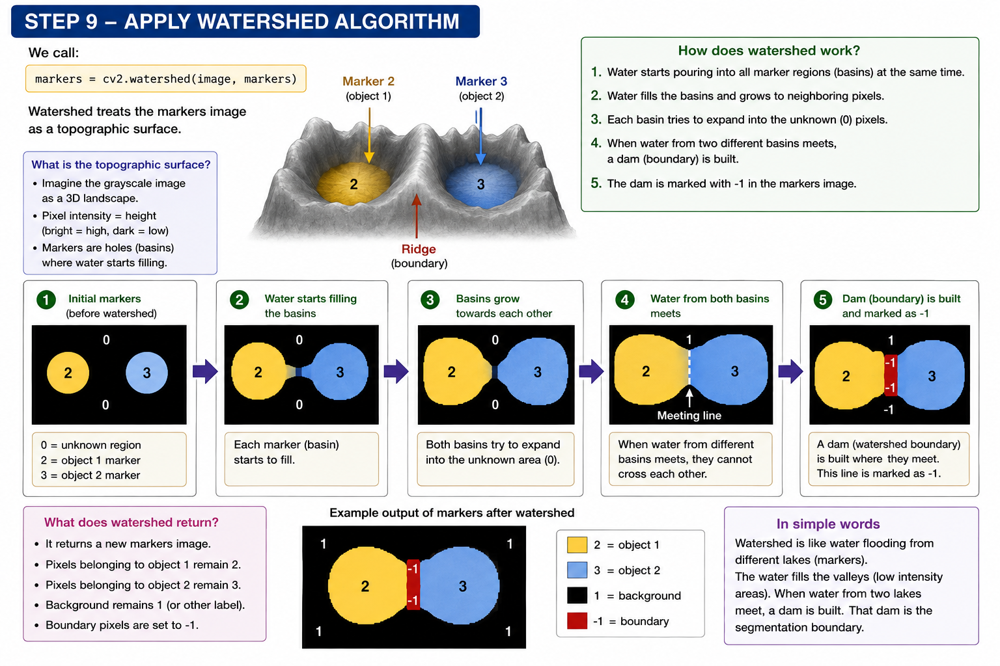 STEP 9 – APPLY WATERSHED ALGORITHM
We call:
markers = cv2.watershed(image, markers)
Watershed treats the markers image
as a topographic surface.
What is the topographic surface?
• Imagine the grayscale image
as a 3D landscape.
• Pixel intensity = height
(bright = high, dark = low)
• Markers are holes (basins)
where water starts filling.
Marker 2
(object 1)
Marker 3
(object 2)
2
3
Ridge
(boundary)
How does watershed work?
1. Water starts pouring into all marker regions (basins) at the same time.
2. Water fills the basins and grows to neighboring pixels.
3. Each basin tries to expand into the unknown (0) pixels.
4. When water from two different basins meets,
a dam (boundary) is built.
5. The dam is marked with -1 in the markers image.
1 Initial markers
(before watershed)
0
2
3
0
0 = unknown region
2 = object 1 marker
3 = object 2 marker
2 Water starts filling
the basins
0
2
3
0
Each marker (basin)
starts to fill.
3 Basins grow
towards each other
0
2
3
0
Both basins try to expand
into the unknown area (0).
4 Water from both basins
meets
1
2
3
Meeting line
When water from different
basins meets, they cannot
cross each other.
5 Dam (boundary) is built
and marked as -1
1
-1
2
3
-1
-1
A dam (watershed boundary)
is built where they meet.
This line is marked as -1.
What does watershed return?
• It returns a new markers image.
• Pixels belonging to object 1 remain 2.
• Pixels belonging to object 2 remain 3.
• Background remains 1 (or other label).
• Boundary pixels are set to -1.
Example output of markers after watershed
1
1
-1
2
3
-1
1
1
2 = object 1
3 = object 2
1 = background
-1 = boundary
In simple words
Watershed is like water flooding from
different lakes (markers).
The water fills the valleys (low intensity
areas). When water from two lakes
meet, a dam is built. That dam is the
segmentation boundary.